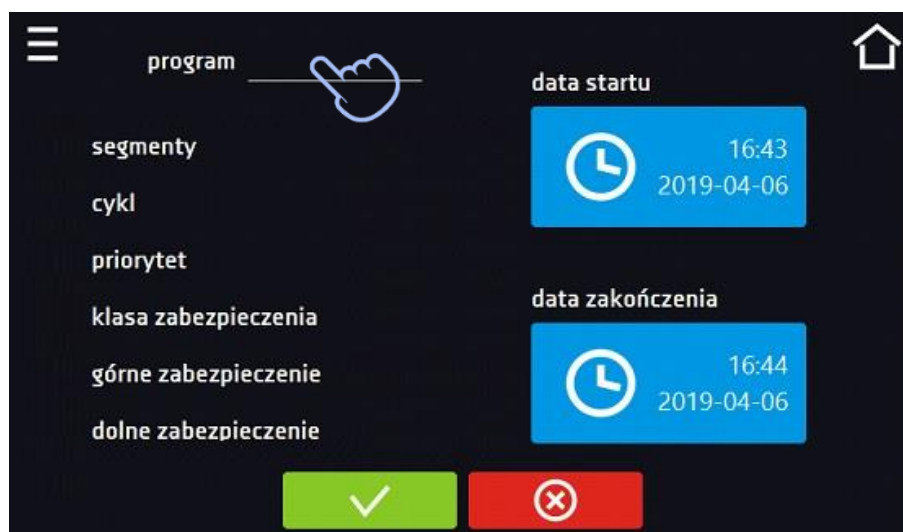 program
segmenty
cykl
priorytet
klasa zabezpieczenia
górne zabezpieczenie
dolne zabezpieczenie
data startu
16:43
2019-04-06
data zakończenia
16:44
2019-04-06